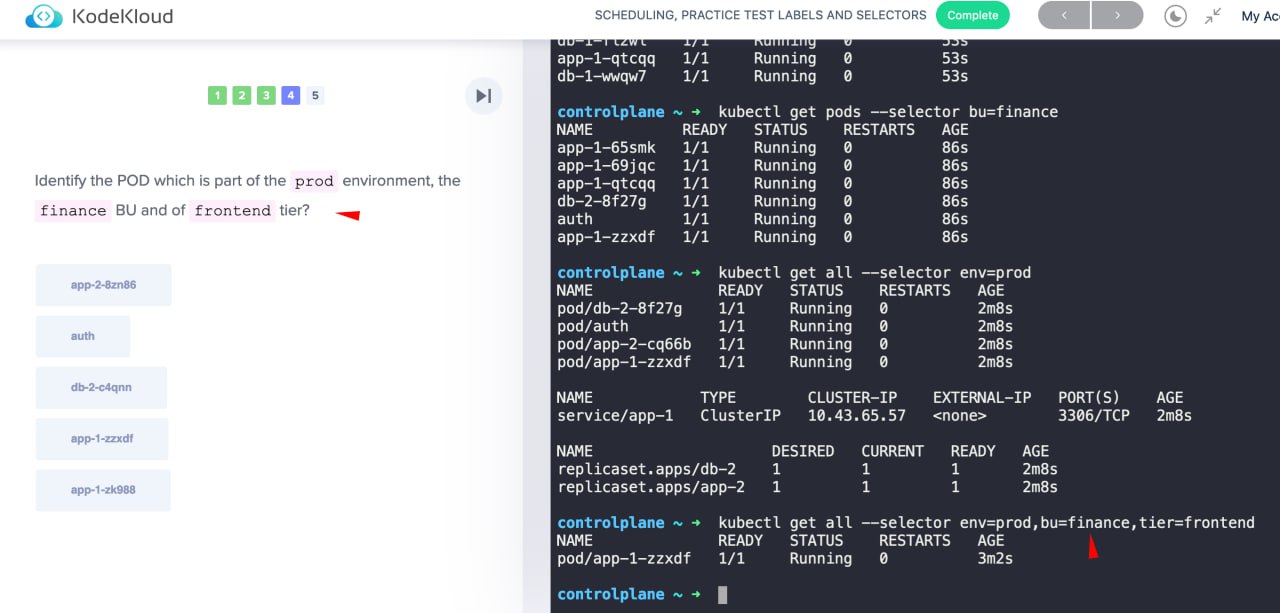 KodeKloud
SCHEDULING, PRACTICE TEST LABELS AND SELECTORS Complete My Acc
1 2 3 4 5
Identify the POD which is part of the prod environment, the
finance BU and of frontend tier?
app-2-8zn86
auth
db-2-c4qnn
app-1-zzxdf
app-1-zk988
1/1 Running 0 53s
app-1-qtcqq 1/1 Running 0 53s
db-1-wwqw7 1/1 Running 0 53s
controlplane ~ ➜ kubectl get pods --selector bu=finance
NAME READY STATUS RESTARTS AGE
app-1-65smk 1/1 Running 0 86s
app-1-69jqc 1/1 Running 0 86s
app-1-qtcqq 1/1 Running 0 86s
db-2-8f27g 1/1 Running 0 86s
auth 1/1 Running 0 86s
app-1-zzxdf 1/1 Running 0 86s
controlplane ~ ➜ kubectl get all --selector env=prod
NAME READY STATUS RESTARTS AGE
pod/db-2-8f27g 1/1 Running 0 2m8s
pod/auth 1/1 Running 0 2m8s
pod/app-2-cq66b 1/1 Running 0 2m8s
pod/app-1-zzxdf 1/1 Running 0 2m8s
NAME TYPE CLUSTER-IP EXTERNAL-IP PORT(S) AGE
service/app-1 ClusterIP 10.43.65.57 <none> 3306/TCP 2m8s
NAME DESIRED CURRENT READY AGE
replicaset.apps/db-2 1 1 1 2m8s
replicaset.apps/app-2 1 1 1 2m8s
controlplane ~ ➜ kubectl get all --selector env=prod,bu=finance,tier=frontend
NAME READY STATUS RESTARTS AGE
pod/app-1-zzxdf 1/1 Running 0 3m2s
controlplane ~ ➜